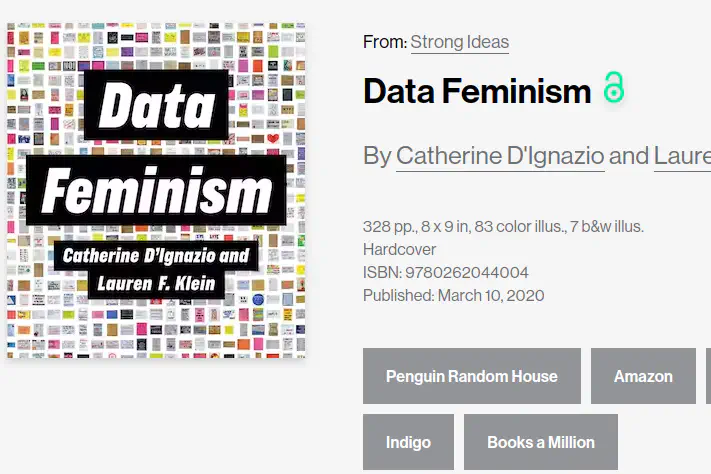 Data
Feminism
Catherine D'Ignazio and
Lauren F. Klein
From: Strong Ideas
Data Feminism
By Catherine D'Ignazio and Laure
328 pp., 8 x 9 in, 83 color illus., 7 b&w illus.
Hardcover
ISBN: 9780262044004
Published: March 10, 2020
Penguin Random House
Amazon
Indigo
Books a Million